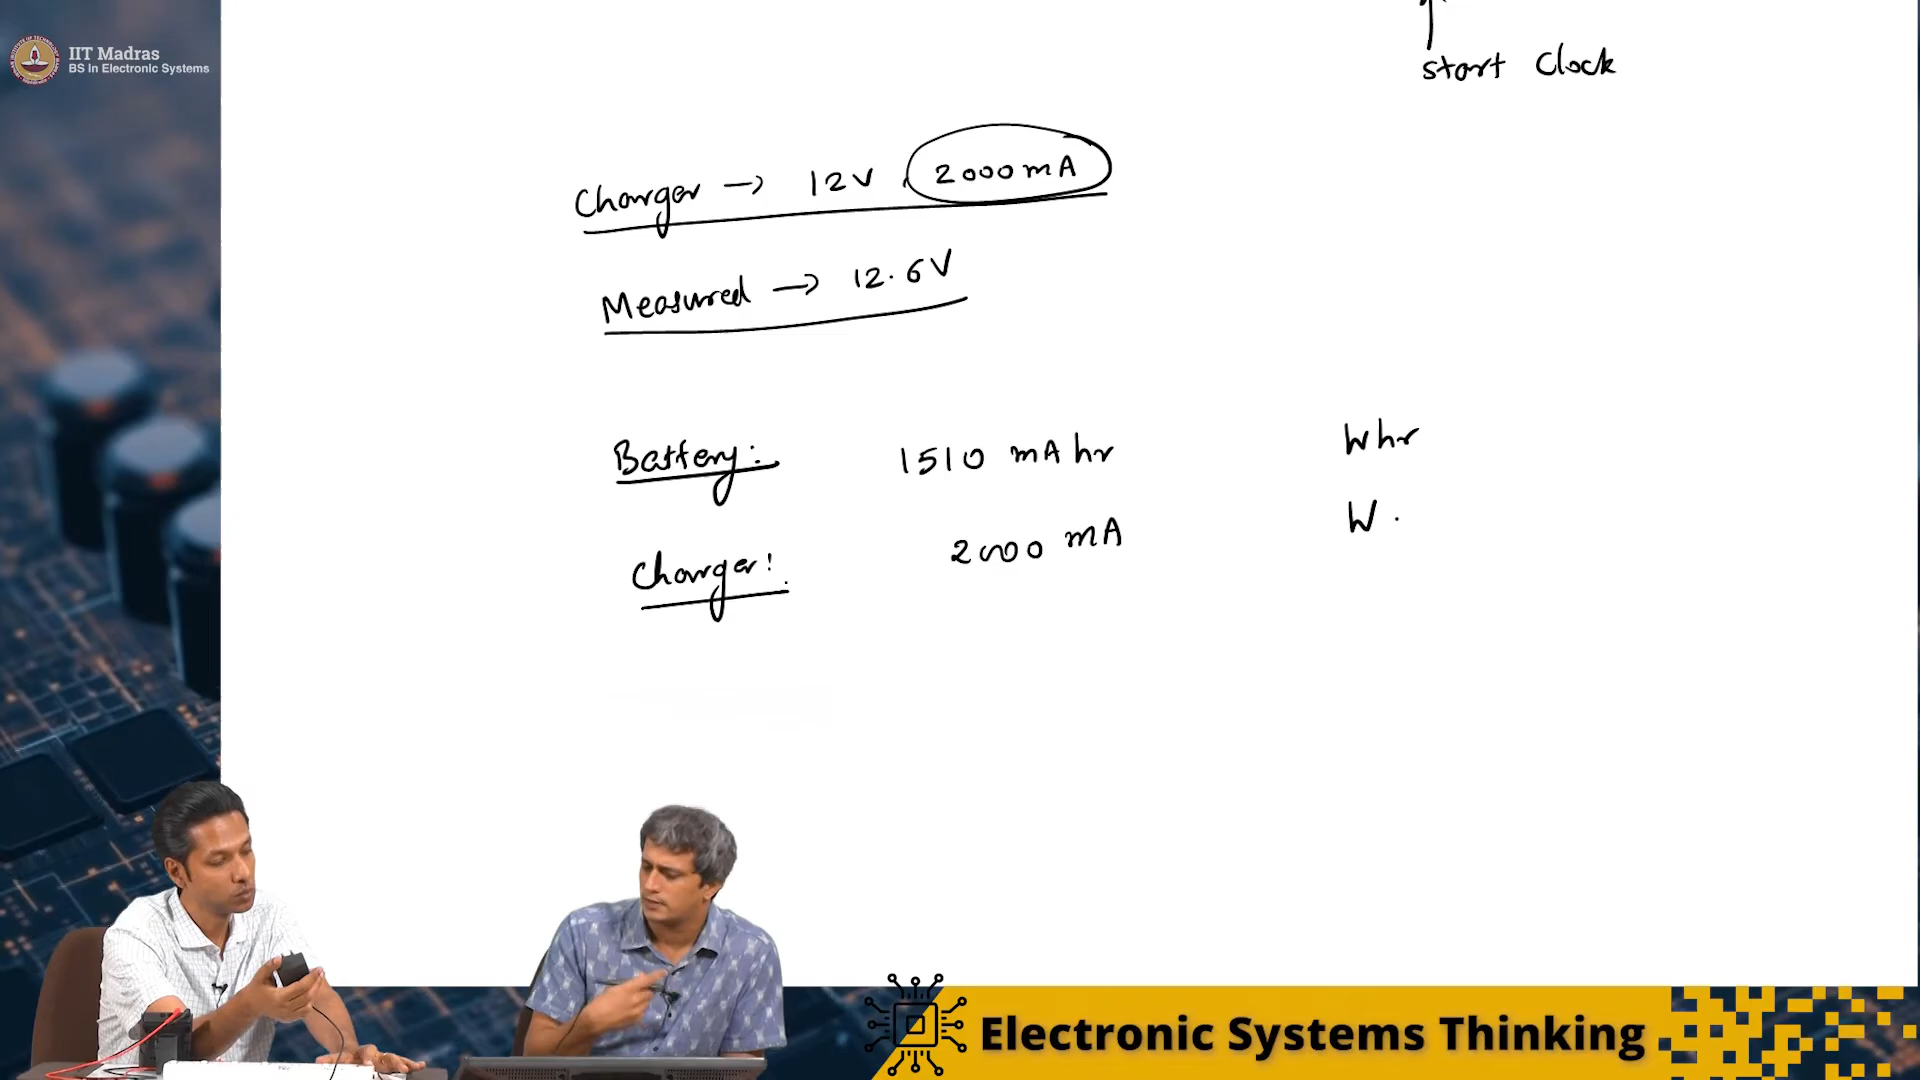 IIT Madras
BS in Electronic Systems
start Clock
Charger → 12V, 2000mA
Measured → 12.6V
Battery: 1510 mA hr Whr
Charger: 2000 mA W.
Electronic Systems Thinking